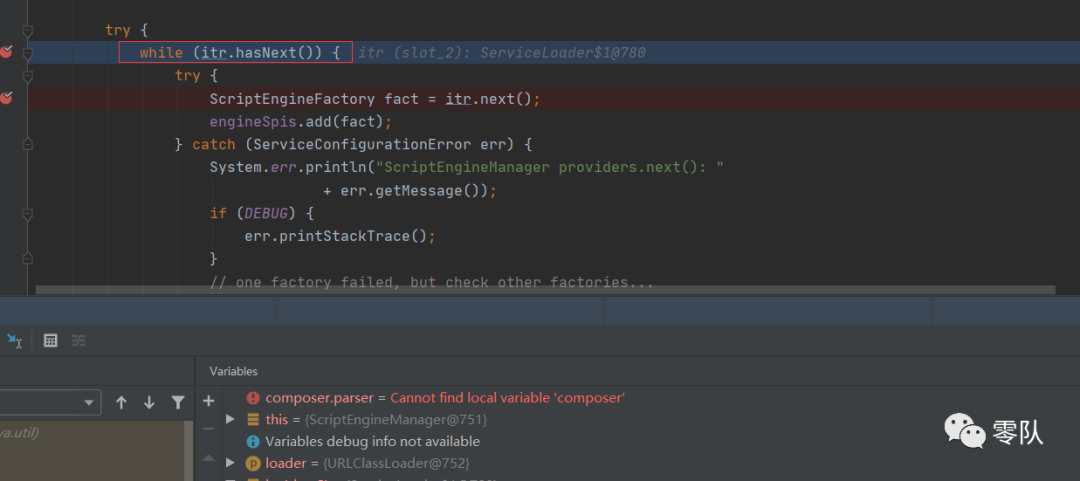 try {
while (itr.hasNext()) { itr (slot_2): ServiceLoader$1@780
try {
ScriptEngineFactory fact = itr.next();
engineSpis.add(fact);
} catch (ServiceConfigurationError err) {
System.err.println("ScriptEngineManager providers.next(): "
+ err.getMessage());
if (DEBUG) {
err.printStackTrace();
}
// one factory failed, but check other factories...
Variables
composer.parser = Cannot find local variable 'composer'
this = {ScriptEngineManager@751}
va.util)
Variables debug info not available
loader = {URLClassLoader@752}
零队